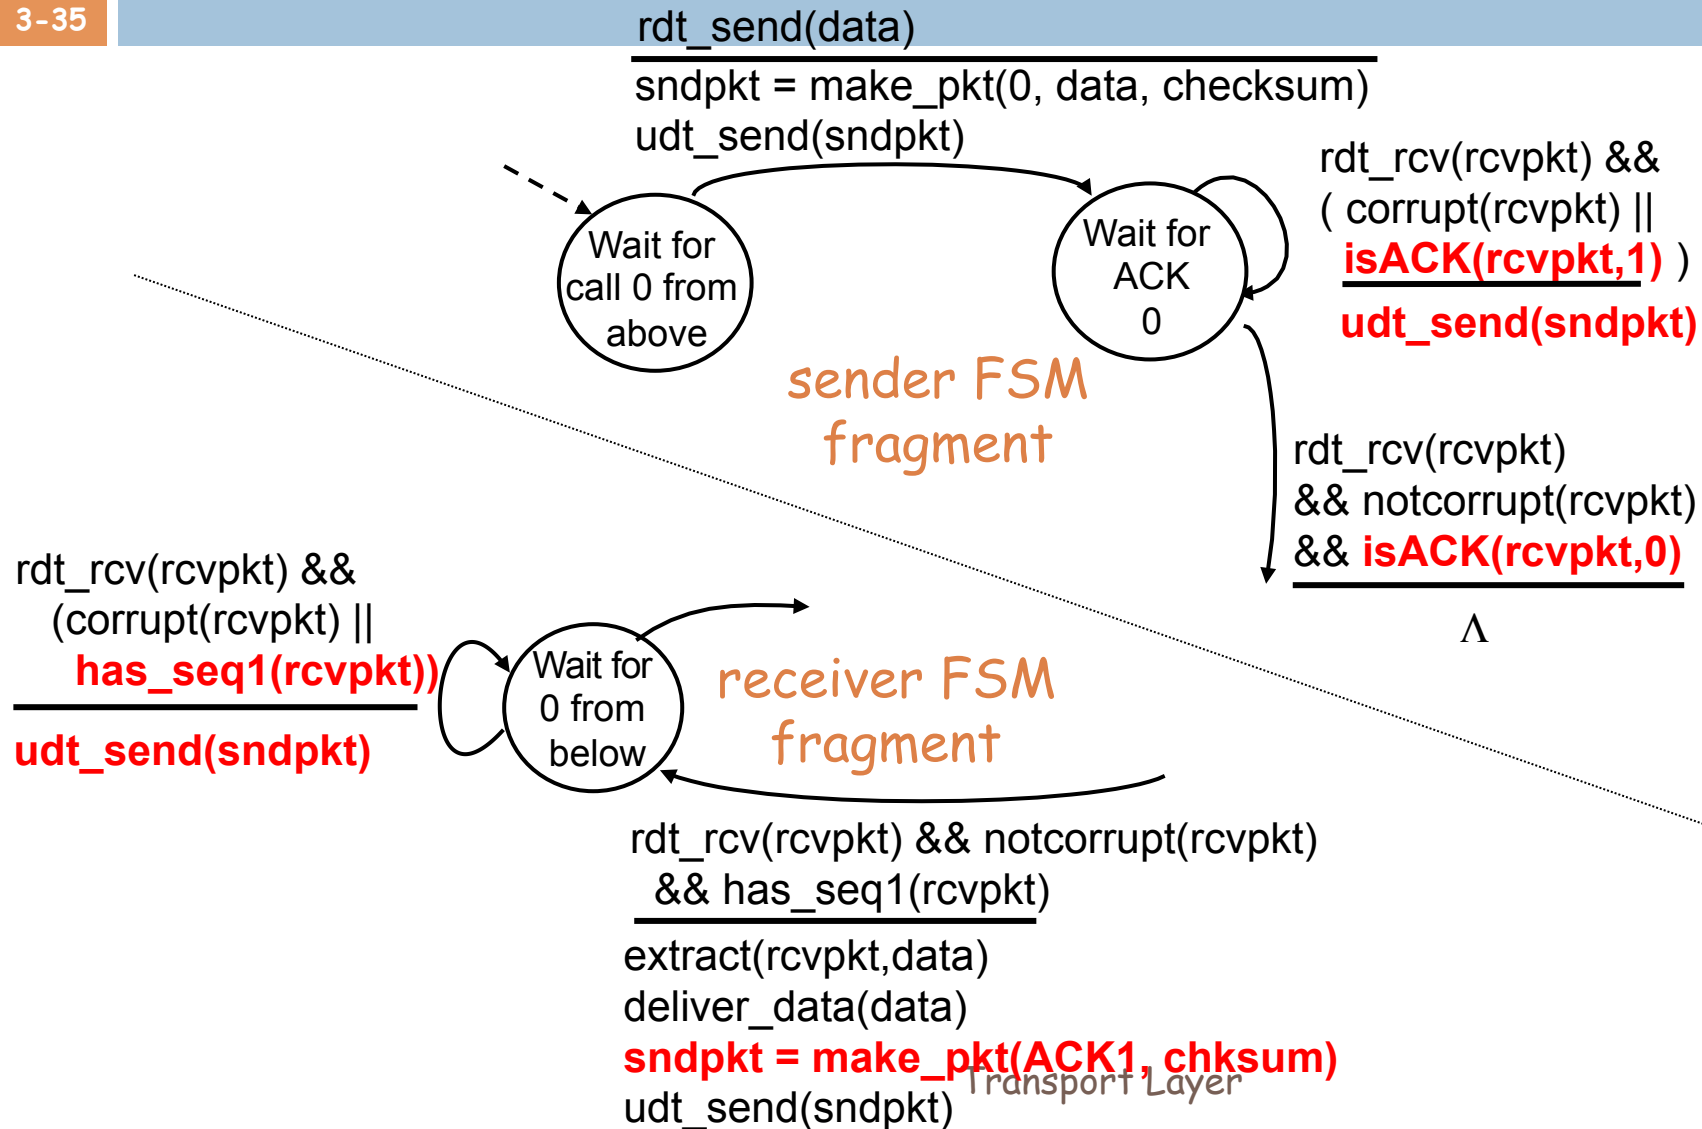 3-35
rdt_send(data)
sndpkt = make_pkt(0, data, checksum)
udt_send(sndpkt)
rdt_rcv(rcvpkt) &&
( corrupt(rcvpkt) ||
isACK(rcvpkt,1) )
udt_send(sndpkt)
Wait for
call 0 from
above
Wait for
ACK
0
sender FSM
fragment
rdt_rcv(rcvpkt)
&& notcorrupt(rcvpkt)
&& isACK(rcvpkt,0)
Λ
rdt_rcv(rcvpkt) &&
(corrupt(rcvpkt) ||
has_seq1(rcvpkt))
udt_send(sndpkt)
Wait for
0 from
below
receiver FSM
fragment
rdt_rcv(rcvpkt) && notcorrupt(rcvpkt)
&& has_seq1(rcvpkt)
extract(rcvpkt,data)
deliver_data(data)
sndpkt = make_pkt(ACK1, chksum)
udt_send(sndpkt)
Transport Layer